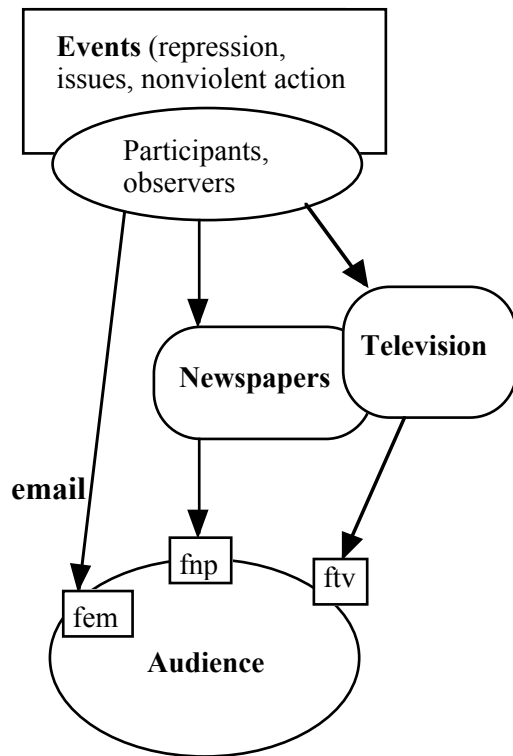 Events (repression,
issues, nonviolent action
Participants,
observers
Television
Newspapers
email
fnp
ftv
fem
Audience